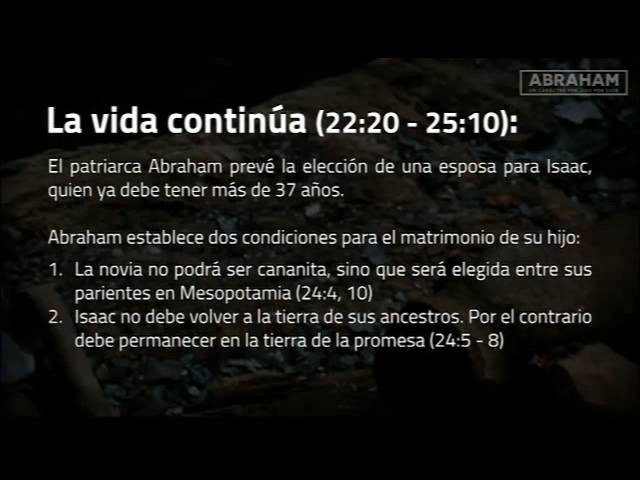 ABRAHAM
La vida continúa (22:20 - 25:10):
El patriarca Abraham prevé la elección de una esposa para Isaac,
quien ya debe tener más de 37 años.
Abraham establece dos condiciones para el matrimonio de su hijo:
1. La novia no podrá ser cananita, sino que será elegida entre sus
parientes en Mesopotamia (24:4, 10)
2. Isaac no debe volver a la tierra de sus ancestros. Por el contrario
debe permanecer en la tierra de la promesa (24:5 - 8)